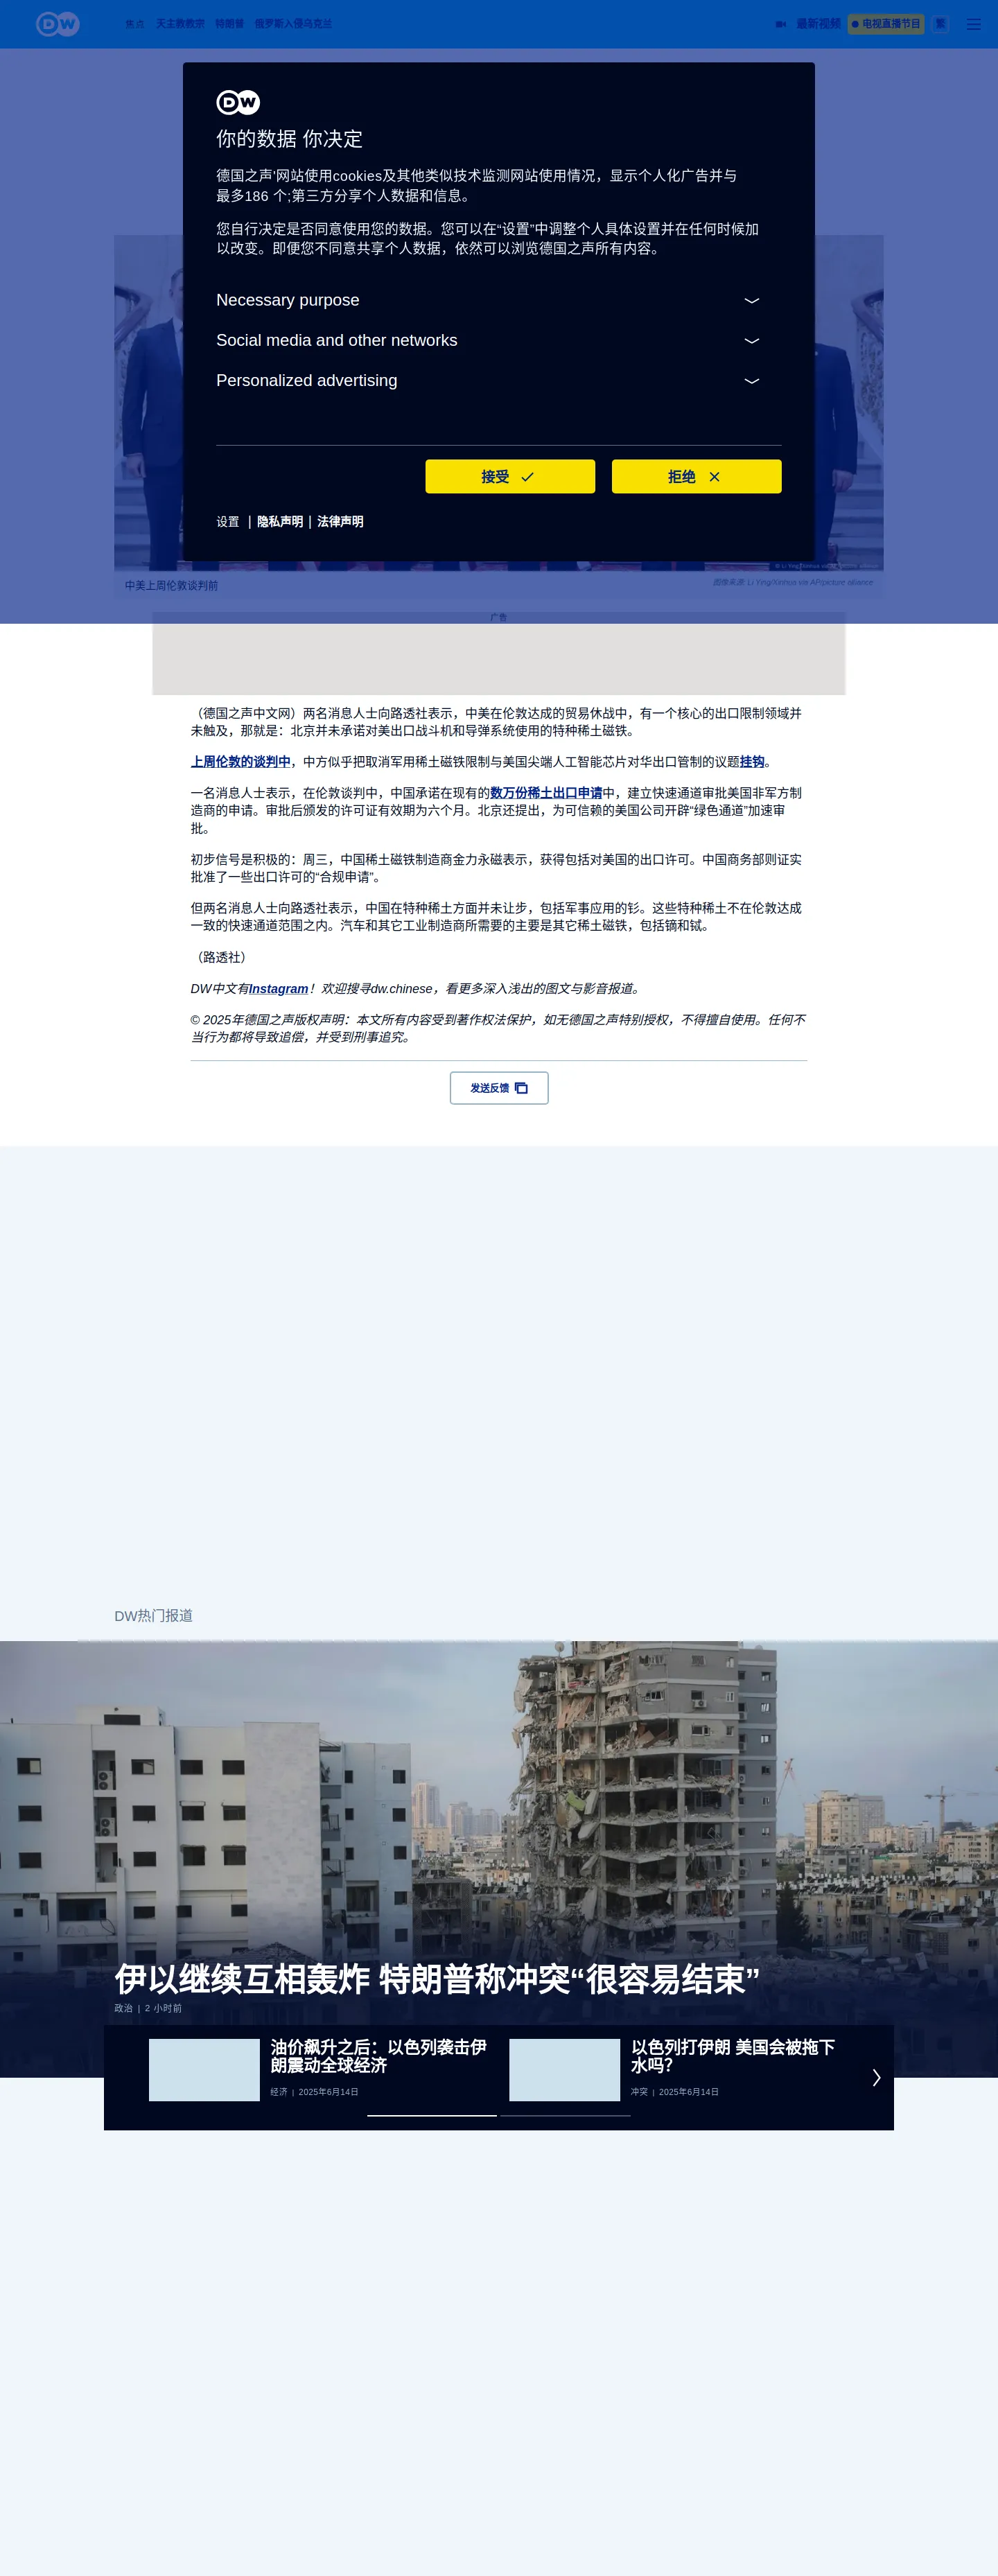 DW
焦点 天主教教宗 特朗普 俄罗斯入侵乌克兰
最新视频 电视直播节目 繁
DW
你的数据 你决定
德国之声'网站使用cookies及其他类似技术监测网站使用情况，显示个人化广告并与
最多186 个;第三方分享个人数据和信息。
您自行决定是否同意使用您的数据。您可以在“设置”中调整个人具体设置并在任何时候加
以改变。即便您不同意共享个人数据，依然可以浏览德国之声所有内容。
Necessary purpose
Social media and other networks
Personalized advertising
接受
拒绝
设置 | 隐私声明 | 法律声明
中美上周伦敦谈判前
图像来源: Li Ying/Xinhua via AP/picture alliance
广告
（德国之声中文网）两名消息人士向路透社表示，中美在伦敦达成的贸易休战中，有一个核心的出口限制领域并
未触及，那就是：北京并未承诺对美出口战斗机和导弹系统使用的特种稀土磁铁。
上周伦敦的谈判中，中方似乎把取消军用稀土磁铁限制与美国尖端人工智能芯片对华出口管制的议题挂钩。
一名消息人士表示，在伦敦谈判中，中国承诺在现有的数万份稀土出口申请中，建立快速通道审批美国非军方制
造商的申请。审批后颁发的许可证有效期为六个月。北京还提出，为可信赖的美国公司开辟“绿色通道”加速审
批。
初步信号是积极的：周三，中国稀土磁铁制造商金力永磁表示，获得包括对美国的出口许可。中国商务部则证实
批准了一些出口许可的“合规申请”。
但两名消息人士向路透社表示，中国在特种稀土方面并未让步，包括军事应用的钐。这些特种稀土不在伦敦达成
一致的快速通道范围之内。汽车和其它工业制造商所需要的主要是其它稀土磁铁，包括镝和铽。
（路透社）
DW中文有Instagram！欢迎搜寻dw.chinese，看更多深入浅出的图文与影音报道。
© 2025年德国之声版权声明：本文所有内容受到著作权法保护，如无德国之声特别授权，不得擅自使用。任何不
当行为都将导致追偿，并受到刑事追究。
发送反馈
DW热门报道
伊以继续互相轰炸 特朗普称冲突“很容易结束”
政治 | 2 小时前
油价飙升之后：以色列袭击伊
朗震动全球经济
经济 | 2025年6月14日
以色列打伊朗 美国会被拖下
水吗？
冲突 | 2025年6月14日